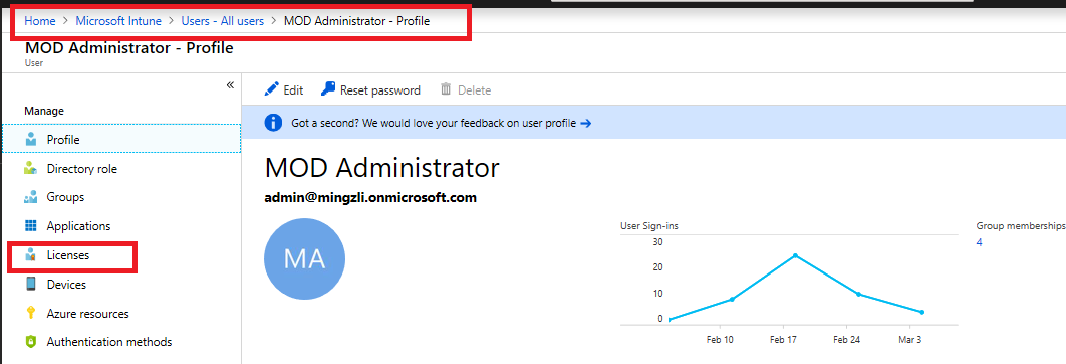 Home > Microsoft Intune > Users - All users > MOD Administrator - Profile
MOD Administrator - Profile
User
«
Manage
Profile
Directory role
Groups
Applications
Licenses
Devices
Azure resources
Authentication methods
Edit Reset password Delete
Got a second? We would love your feedback on user profile →
MOD Administrator
admin@mingzli.onmicrosoft.com
MA
User Sign-ins
30
20
10
0
Feb 10 Feb 17 Feb 24 Mar 3
Group memberships
4